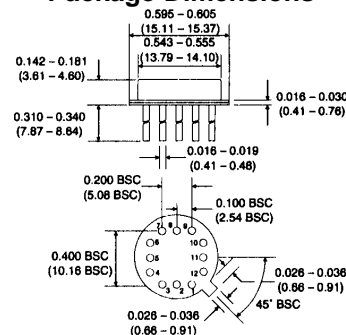 Package Dimensions
0.595 – 0.605
(15.11 – 15.37)
0.543 – 0.555
(13.79 – 14.10)
0.142 – 0.181
(3.61 – 4.60)
0.016 – 0.030
(0.41 – 0.76)
0.310 – 0.340
(7.87 – 8.64)
0.016 – 0.019
(0.41 – 0.48)
0.200 BSC
(5.08 BSC)
0.100 BSC
(2.54 BSC)
7 8 9
6 10
5 11
4 12
3 2 1
0.400 BSC
(10.16 BSC)
0.026 – 0.036
(0.66 – 0.91)
45° BSC
0.026 – 0.036
(0.66 – 0.91)